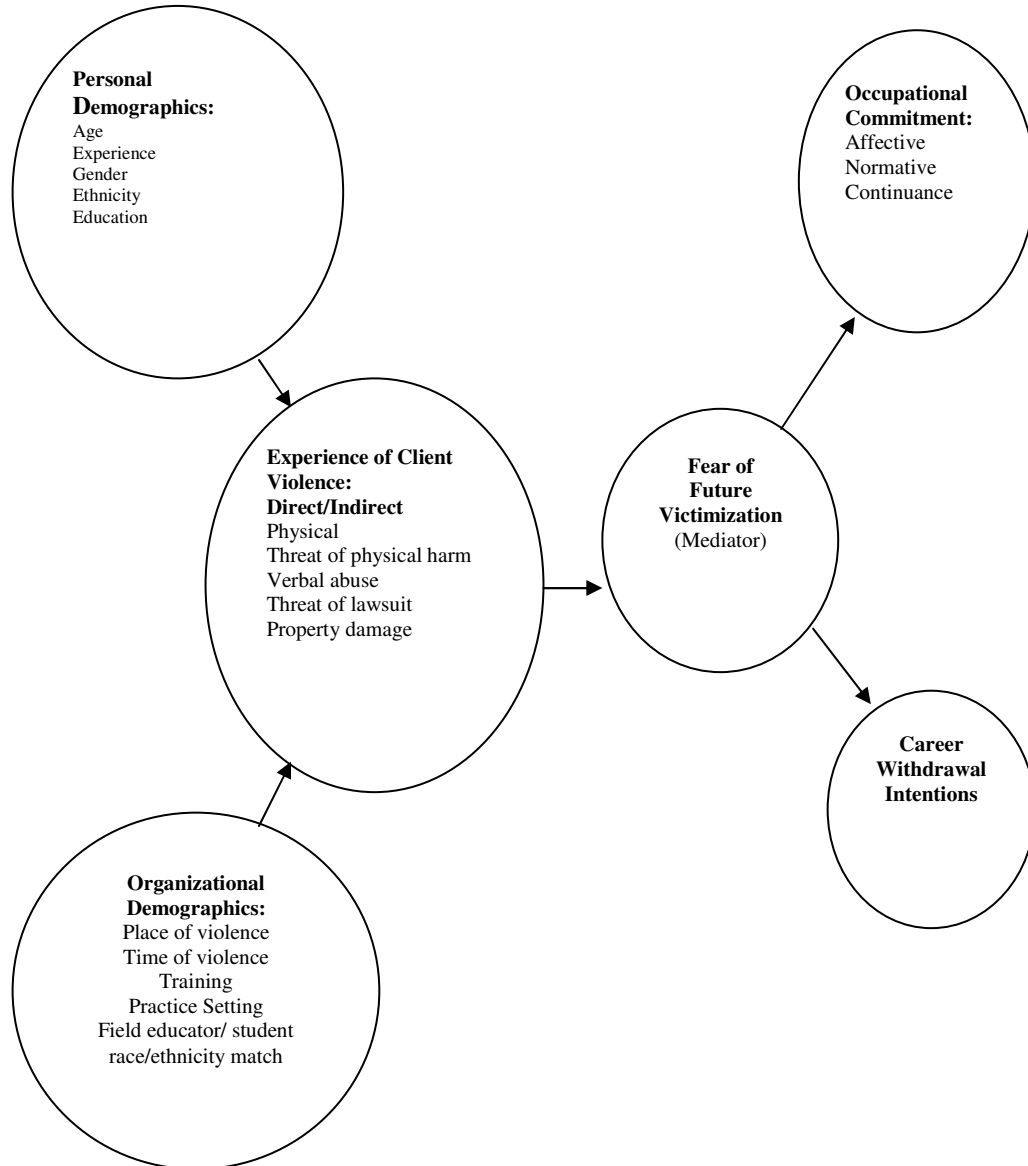 Personal
Demographics:
Age
Experience
Gender
Ethnicity
Education
Occupational
Commitment:
Affective
Normative
Continuance
Experience of Client
Violence:
Direct/Indirect
Physical
Threat of physical harm
Verbal abuse
Threat of lawsuit
Property damage
Fear of
Future
Victimization
(Mediator)
Career
Withdrawal
Intentions
Organizational
Demographics:
Place of violence
Time of violence
Training
Practice Setting
Field educator/ student
race/ethnicity match